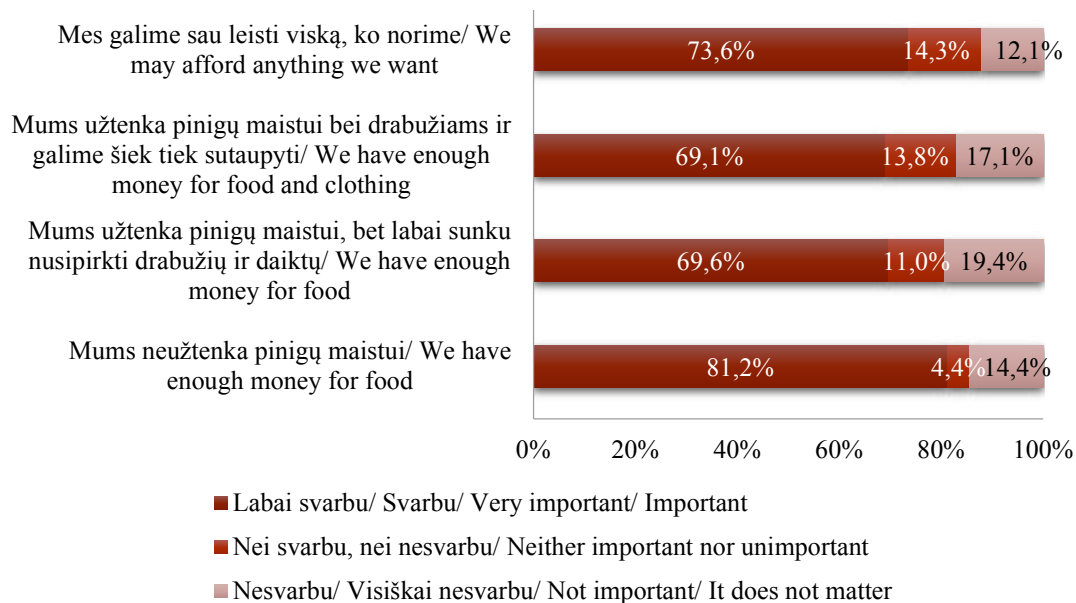 Mes galime sau leisti viską, ko norime/ We
may afford anything we want
73,6%
14,3%
12,1%
Mums užtenka pinigų maistui bei drabužiams ir
galime šiek tiek sutaupyti/ We have enough
money for food and clothing
69,1%
13,8%
17,1%
Mums užtenka pinigų maistui, bet labai sunku
nusipirkti drabužių ir daiktų/ We have enough
money for food
69,6%
11,0%
19,4%
Mums neužtenka pinigų maistui/ We have
enough money for food
81,2%
4,4%
14,4%
0% 20% 40% 60% 80% 100%
Labai svarbu/ Svarbu/ Very important/ Important
Nei svarbu, nei nesvarbu/ Neither important nor unimportant
Nesvarbu/ Visiškai nesvarbu/ Not important/ It does not matter